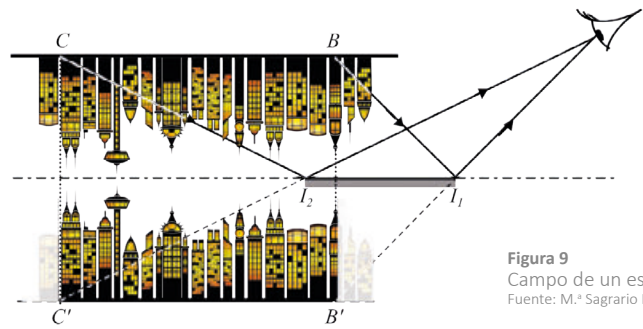 C
B
I₂
I₁
C'
B'
Figura 9
Campo de un es
Fuente: M.ª Sagrario